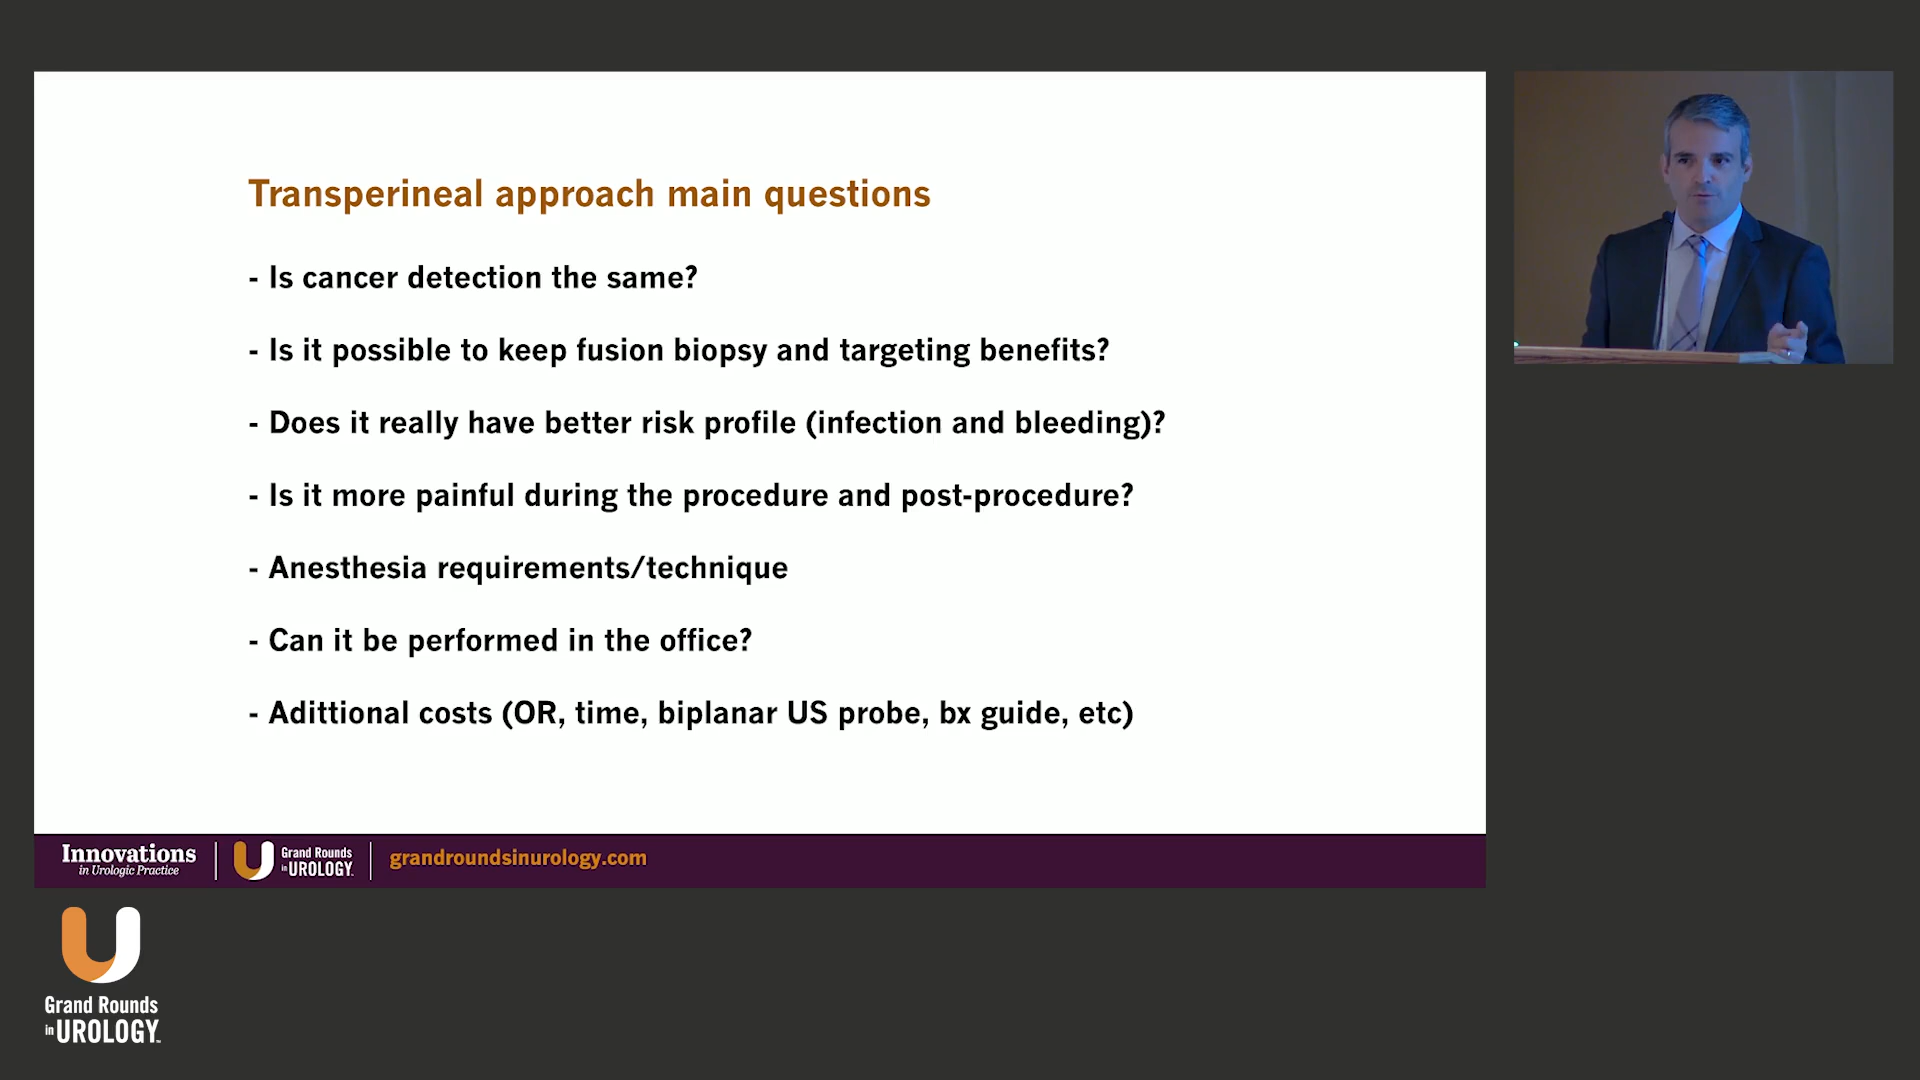 Transperineal approach main questions
- Is cancer detection the same?
- Is it possible to keep fusion biopsy and targeting benefits?
- Does it really have better risk profile (infection and bleeding)?
- Is it more painful during the procedure and post-procedure?
- Anesthesia requirements/technique
- Can it be performed in the office?
- Adittional costs (OR, time, biplanar US probe, bx guide, etc)
Innovations
in Urologic Practice
Grand Rounds
in UROLOGY
grandroundsinurology.com
Grand Rounds
in UROLOGY™